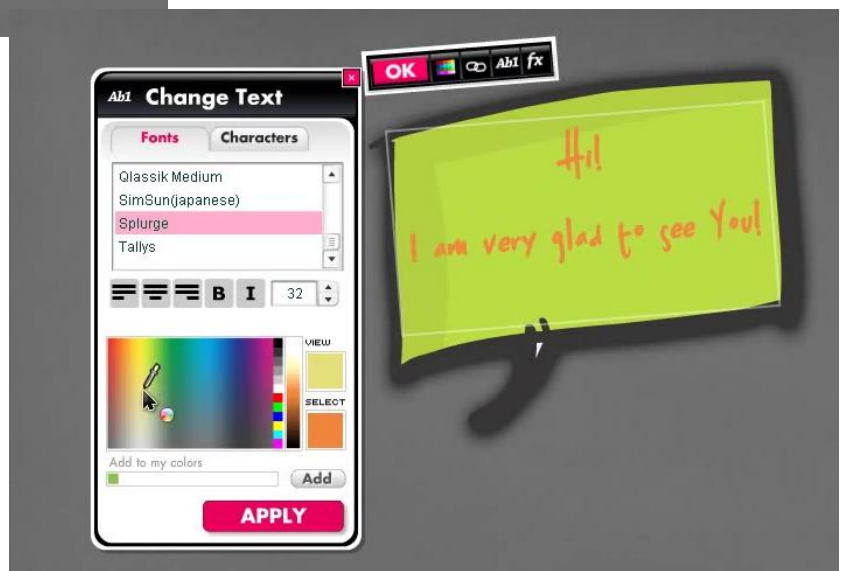 OK Ab1 fx
Ab1 Change Text
Fonts Characters
Qlassik Medium
SimSun(japanese)
Splurge
Tallys
B I 32
VIEW
SELECT
Add to my colors
Add
APPLY
Hi!
I am very glad to see You!